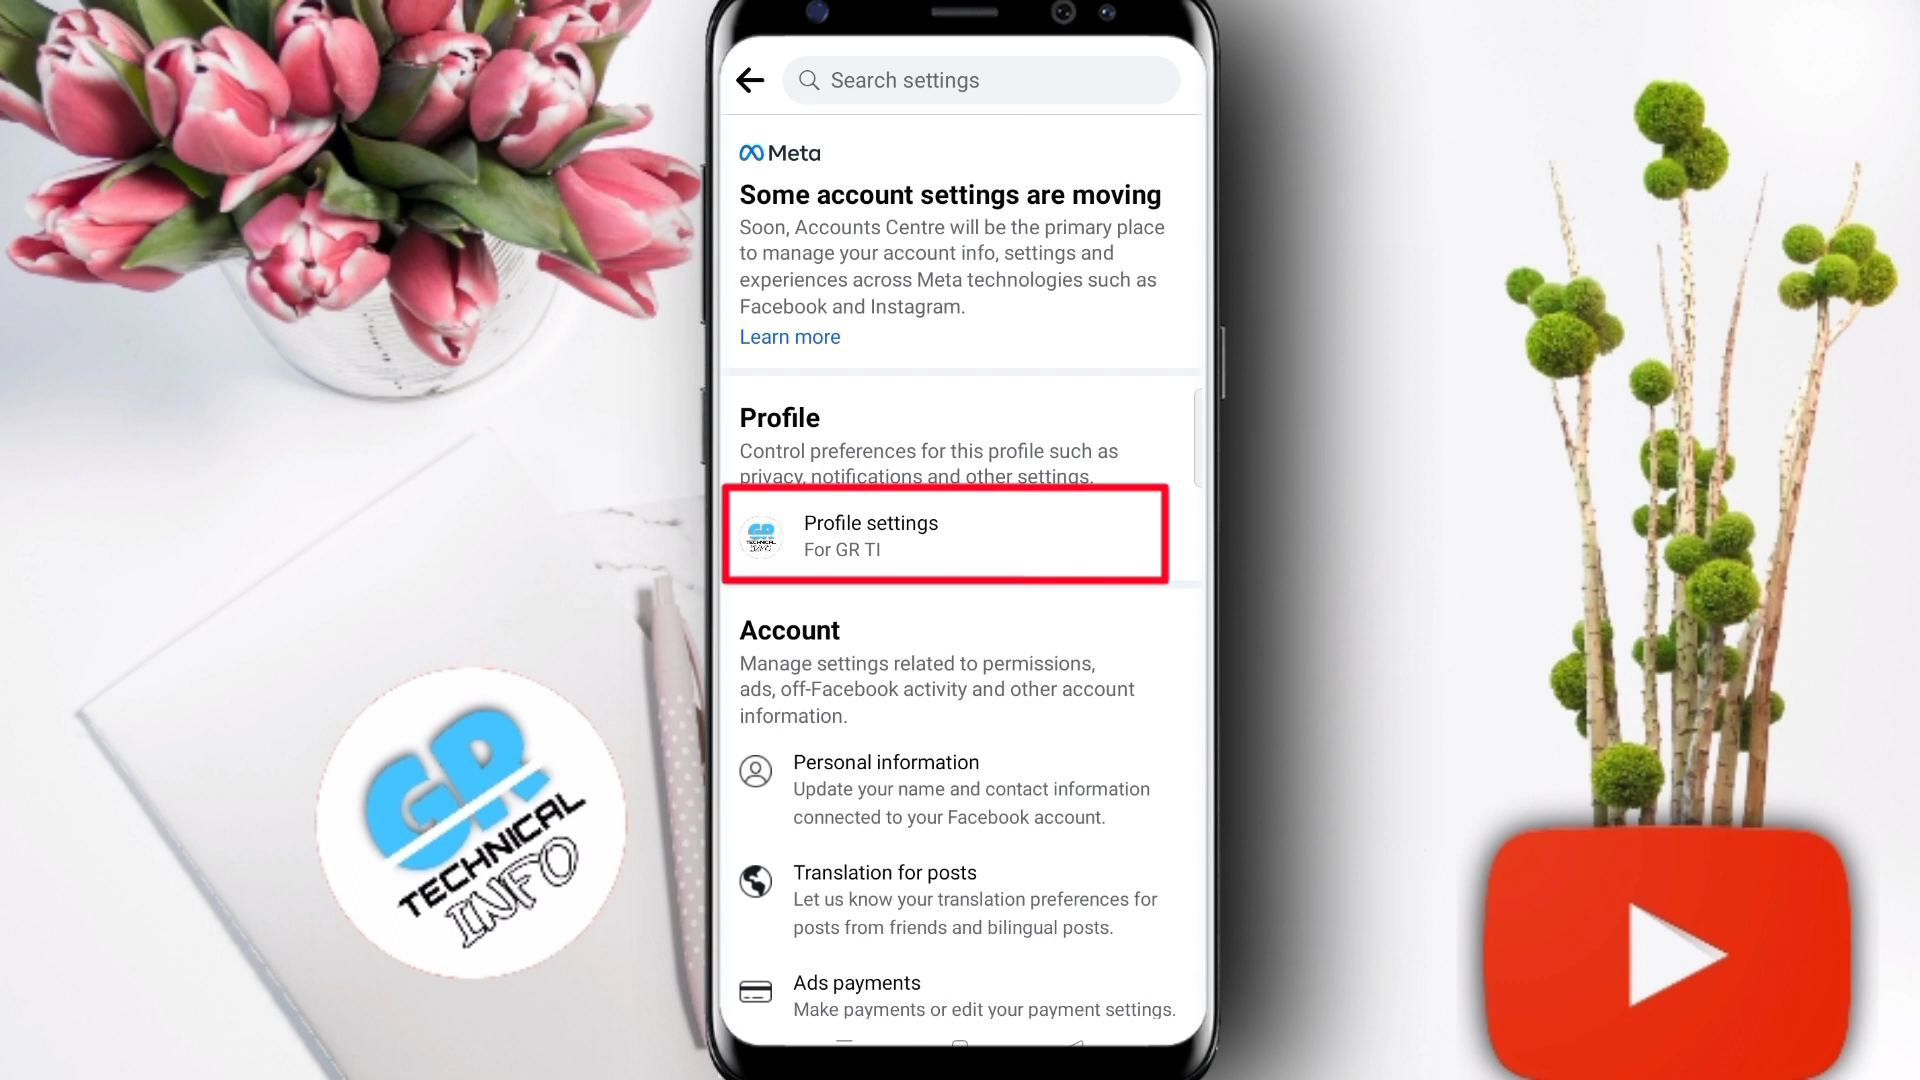 Search settings
Meta
Some account settings are moving
Soon, Accounts Centre will be the primary place
to manage your account info, settings and
experiences across Meta technologies such as
Facebook and Instagram.
Learn more
Profile
Control preferences for this profile such as
privacy, notifications and other settings.
GR
TECHNICAL
INFO
Profile settings
For GR TI
Account
Manage settings related to permissions,
ads, off-Facebook activity and other account
information.
Personal information
Update your name and contact information
connected to your Facebook account.
Translation for posts
Let us know your translation preferences for
posts from friends and bilingual posts.
Ads payments
Make payments or edit your payment settings.
GR
TECHNICAL
INFO